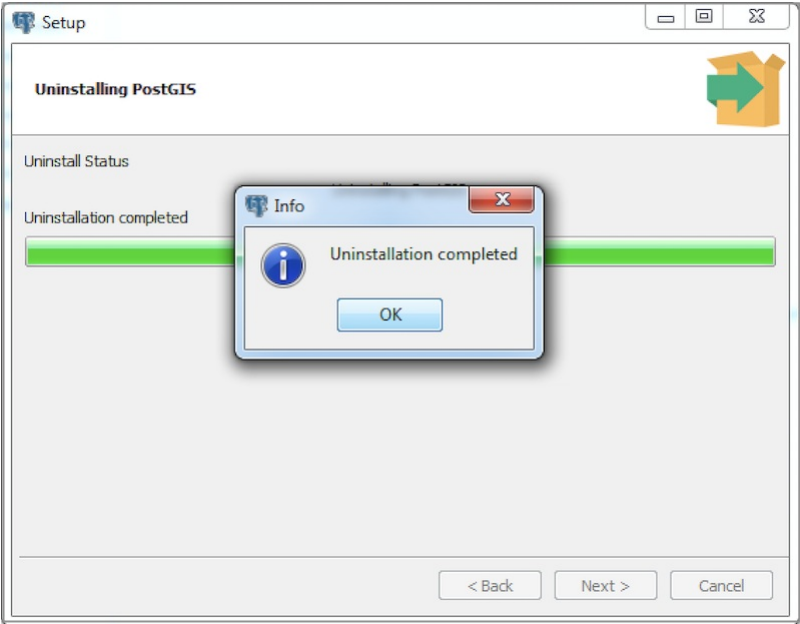 Setup
Uninstalling PostGIS
Uninstall Status
Uninstallation completed
Info
Uninstallation completed
OK
< Back
Next >
Cancel